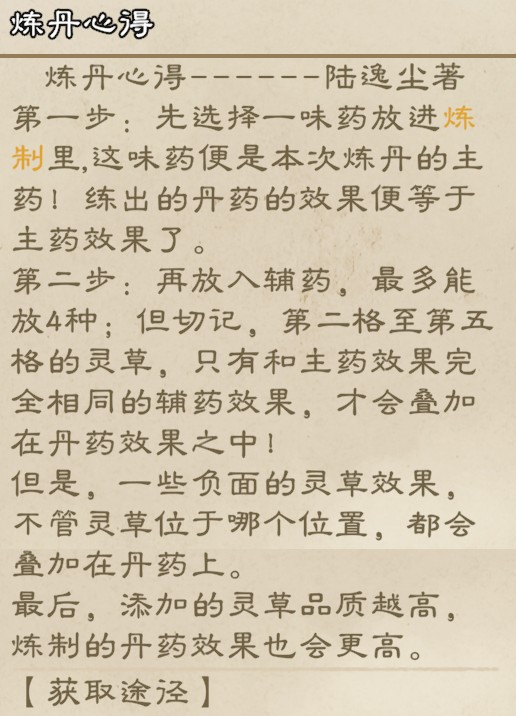 炼丹心得
炼丹心得------陆逸尘著
第一步：先选择一味药放进炼
制里,这味药便是本次炼丹的主
药！练出的丹药的效果便等于
主药效果了。
第二步：再放入辅药，最多能
放4种；但切记，第二格至第五
格的灵草，只有和主药效果完
全相同的辅药效果，才会叠加
在丹药效果之中！
但是，一些负面的灵草效果，
不管灵草位于哪个位置，都会
叠加在丹药上。
最后，添加的灵草品质越高，
炼制的丹药效果也会更高。
【获取途径】